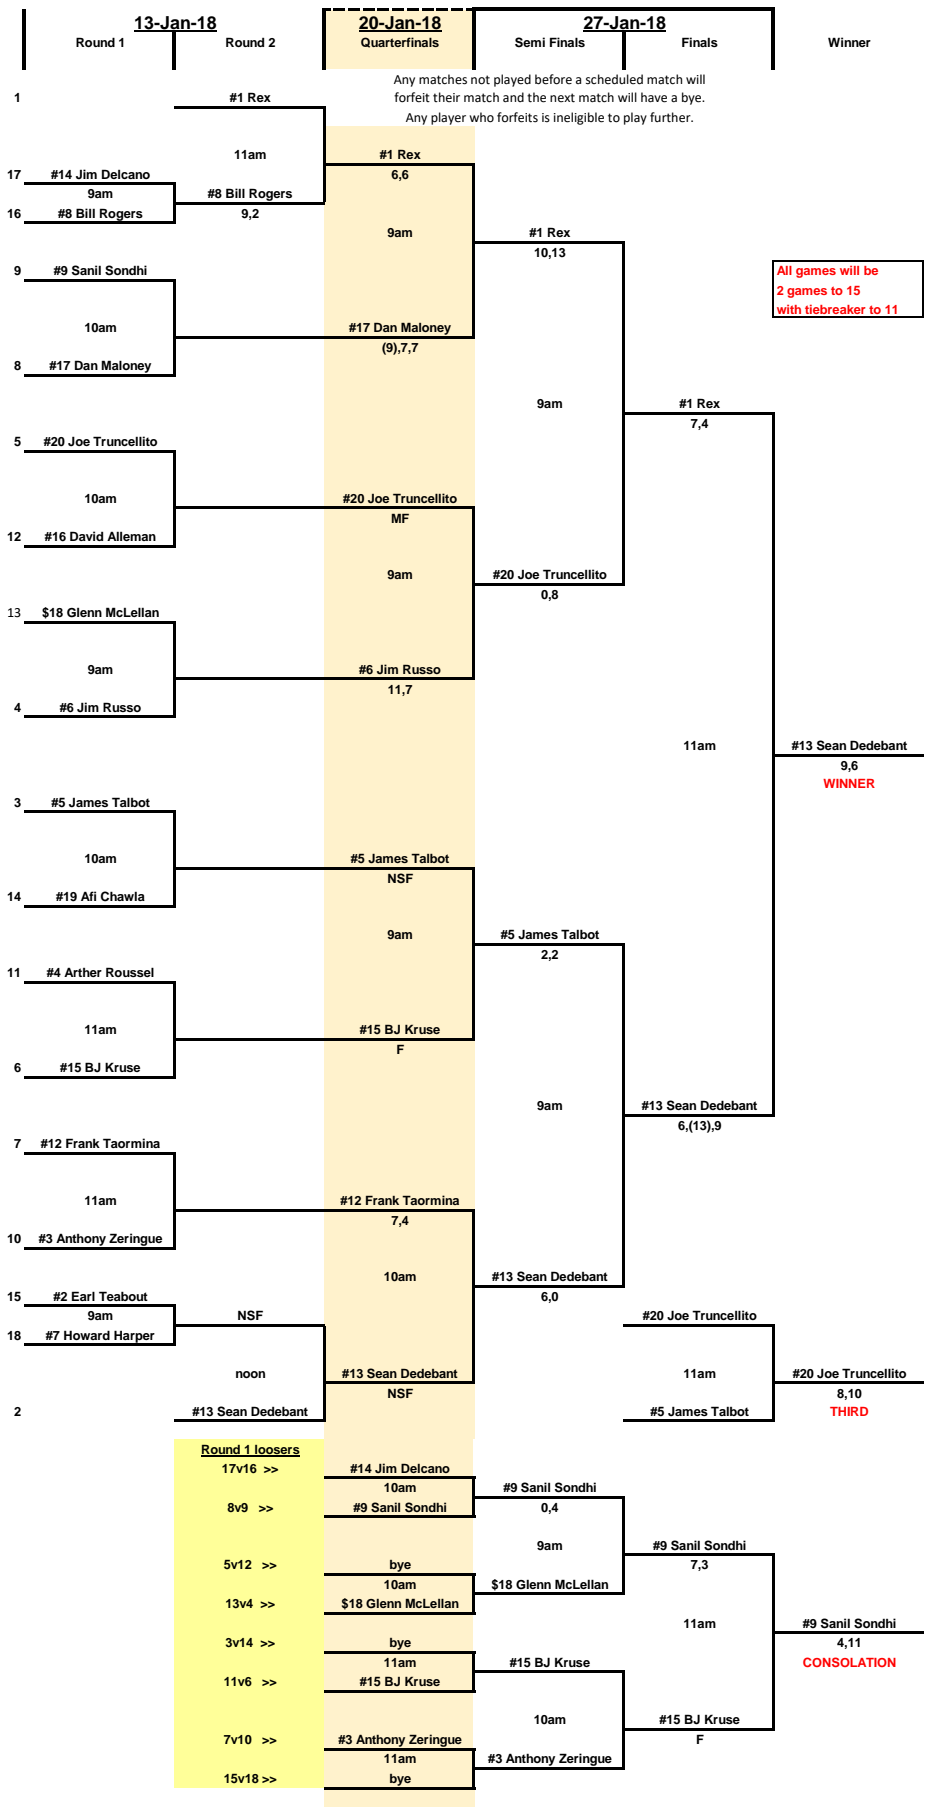 13-Jan-18 20-Jan-18 27-Jan-18
Round 1 Round 2 Quarterfinals Semi Finals Finals Winner
Any matches not played before a scheduled match will
forfeit their match and the next match will have a bye.
Any player who forfeits is ineligible to play further.
1 #1 Rex
11am #1 Rex
17 #14 Jim Delcano 6,6
9am #8 Bill Rogers
16 #8 Bill Rogers 9,2
9am #1 Rex
10,13
9 #9 Sanil Sondhi All games will be
2 games to 15
with tiebreaker to 11
10am #17 Dan Maloney
(9),7,7
8 #17 Dan Maloney
9am #1 Rex
7,4
5 #20 Joe Truncellito
10am #20 Joe Truncellito
MF
12 #16 David Alleman
9am #20 Joe Truncellito
0,8
13 $18 Glenn McLellan
9am #6 Jim Russo
11,7
4 #6 Jim Russo
11am #13 Sean Dedebant
9,6
WINNER
3 #5 James Talbot
10am #5 James Talbot
NSF
14 #19 Afi Chawla
9am #5 James Talbot
2,2
11 #4 Arther Roussel
11am #15 BJ Kruse
F
6 #15 BJ Kruse
9am #13 Sean Dedebant
6,(13),9
7 #12 Frank Taormina
11am #12 Frank Taormina
7,4
10 #3 Anthony Zeringue
10am #13 Sean Dedebant
6,0
15 #2 Earl Teabout
9am NSF #20 Joe Truncellito
18 #7 Howard Harper
noon #13 Sean Dedebant 11am #20 Joe Truncellito
NSF 8,10
2 #13 Sean Dedebant #5 James Talbot THIRD
Round 1 loosers
17v16 >> #14 Jim Delcano
10am #9 Sanil Sondhi
8v9 >> #9 Sanil Sondhi 0,4
9am #9 Sanil Sondhi
5v12 >> bye 7,3
10am $18 Glenn McLellan
13v4 >> $18 Glenn McLellan
11am #9 Sanil Sondhi
3v14 >> bye 4,11
11am #15 BJ Kruse CONSOLATION
11v6 >> #15 BJ Kruse
10am #15 BJ Kruse
7v10 >> #3 Anthony Zeringue F
11am #3 Anthony Zeringue
15v18 >> bye